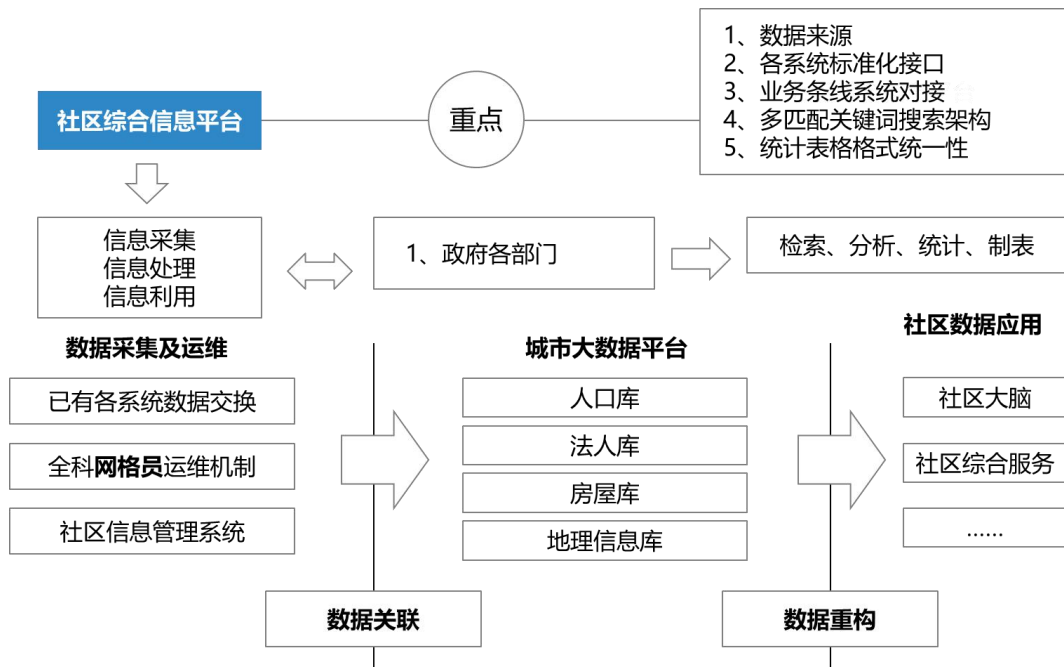 社区综合信息平台
重点
1、数据来源
2、各系统标准化接口
3、业务条线系统对接
4、多匹配关键词搜索架构
5、统计表格格式统一性
信息采集
信息处理
信息利用
1、政府各部门
检索、分析、统计、制表
数据采集及运维
已有各系统数据交换
全科网格员运维机制
社区信息管理系统
城市大数据平台
人口库
法人库
房屋库
地理信息库
社区数据应用
社区大脑
社区综合服务
......
数据关联
数据重构